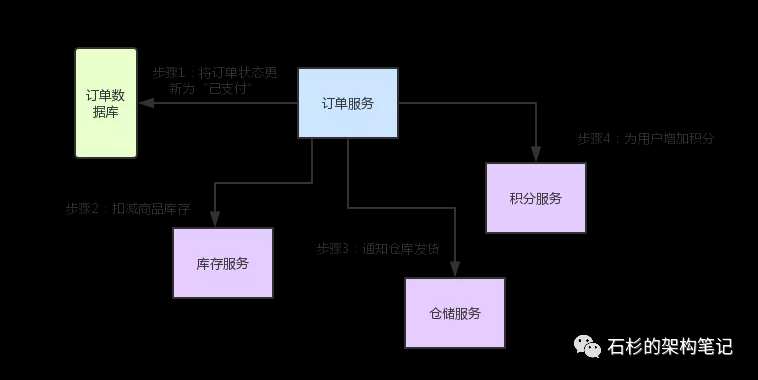 步骤1：将订单状态更
新为“已支付”
订单数
据库
订单服务
步骤4：为用户增加积分
积分服务
步骤2：扣减商品库存
库存服务
步骤3：通知仓库发货
仓储服务
石杉的架构笔记